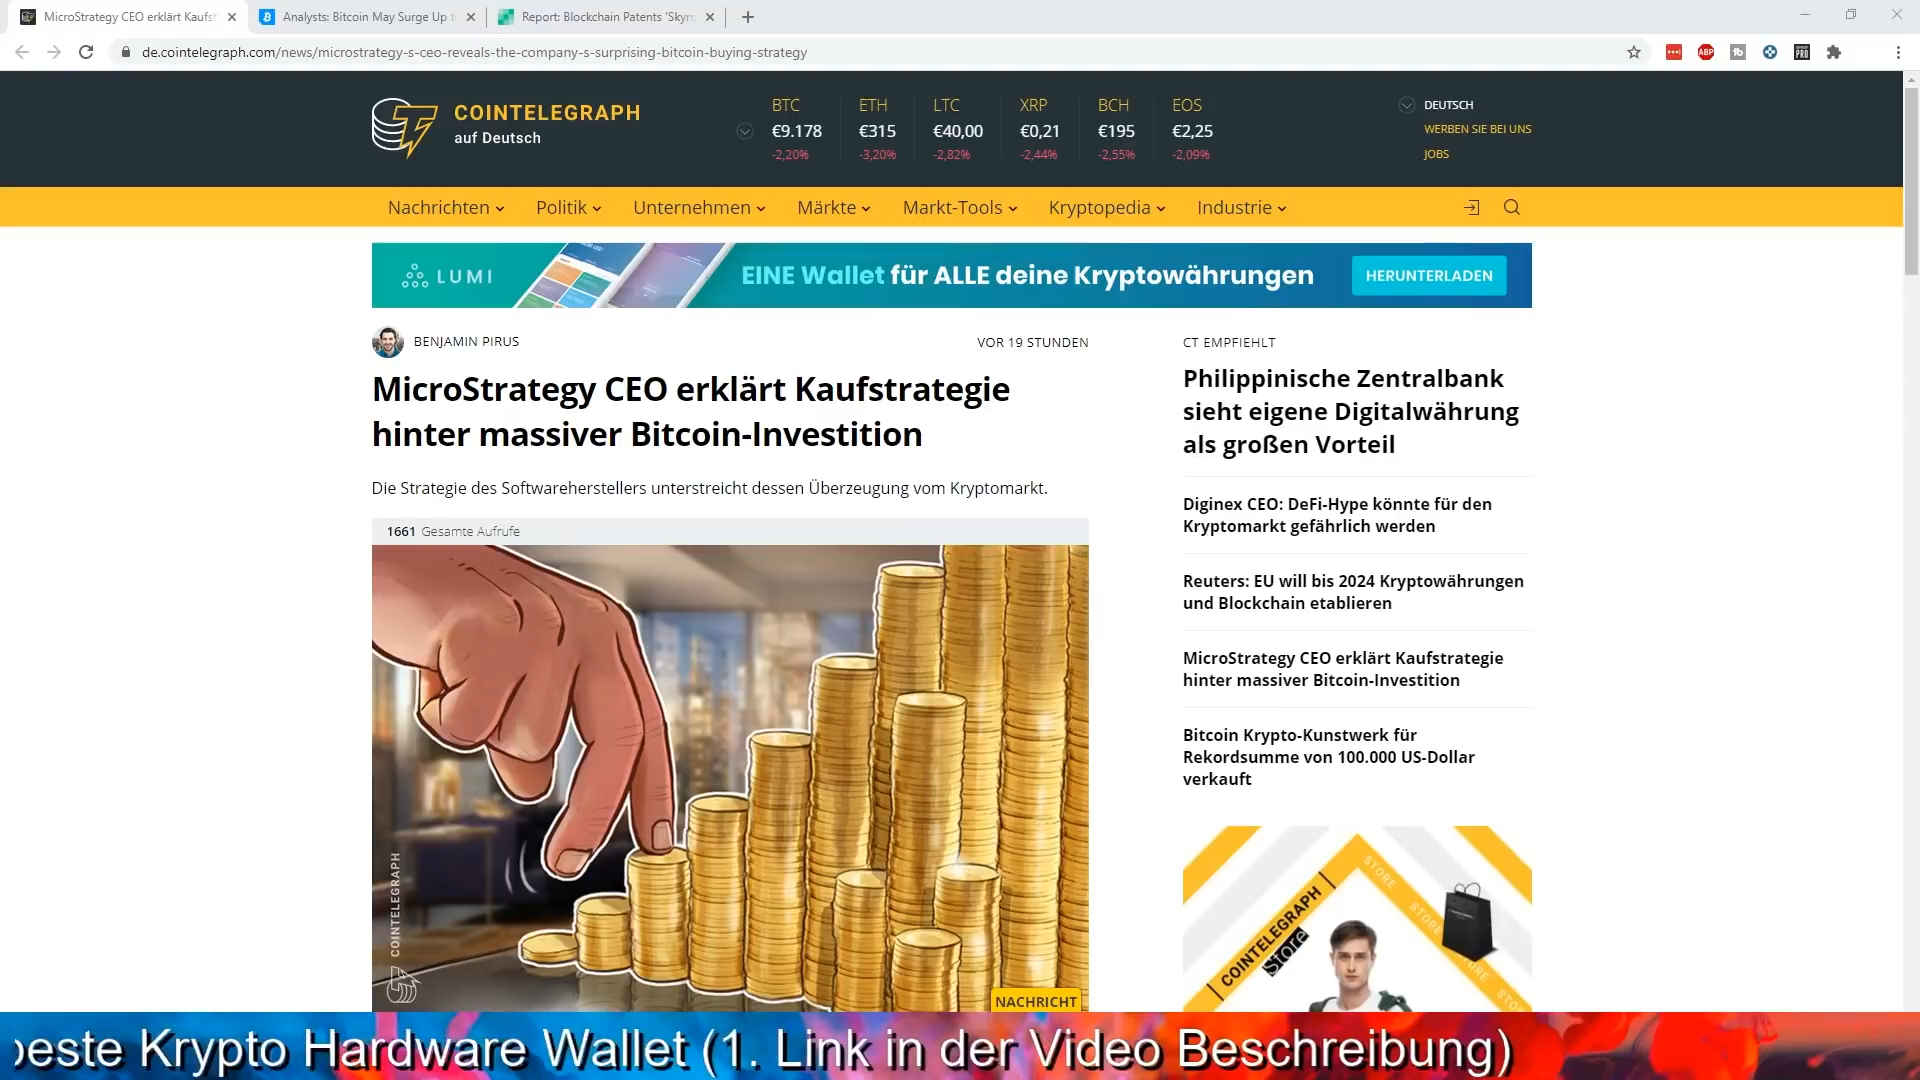 MicroStrategy CEO erklärt Kaufst
Analysts: Bitcoin May Surge Up t
Report: Blockchain Patents 'Skyro
de.cointelegraph.com/news/microstrategy-s-ceo-reveals-the-company-s-surprising-bitcoin-buying-strategy
COINTELEGRAPH
auf Deutsch
BTC ETH LTC XRP BCH EOS
€9.178 €315 €40,00 €0,21 €195 €2,25
-2,20% -3,20% -2,82% -2,44% -2,55% -2,09%
DEUTSCH
WERBEN SIE BEI UNS
JOBS
Nachrichten Politik Unternehmen Märkte Markt-Tools Kryptopedia Industrie
LUMI
EINE Wallet für ALLE deine Kryptowährungen
HERUNTERLADEN
BENJAMIN PIRUS
VOR 19 STUNDEN
MicroStrategy CEO erklärt Kaufstrategie
hinter massiver Bitcoin-Investition
Die Strategie des Softwareherstellers unterstreicht dessen Überzeugung vom Kryptomarkt.
1661 Gesamte Aufrufe
COINTELEGRAPH
NACHRICHT
CT EMPFIEHLT
Philippinische Zentralbank
sieht eigene Digitalwährung
als großen Vorteil
Diginex CEO: DeFi-Hype könnte für den
Kryptomarkt gefährlich werden
Reuters: EU will bis 2024 Kryptowährungen
und Blockchain etablieren
MicroStrategy CEO erklärt Kaufstrategie
hinter massiver Bitcoin-Investition
Bitcoin Krypto-Kunstwerk für
Rekordsumme von 100.000 US-Dollar
verkauft
COINTELEGRAPH
Store
STORE
STORE
beste Krypto Hardware Wallet (1. Link in der Video Beschreibung)